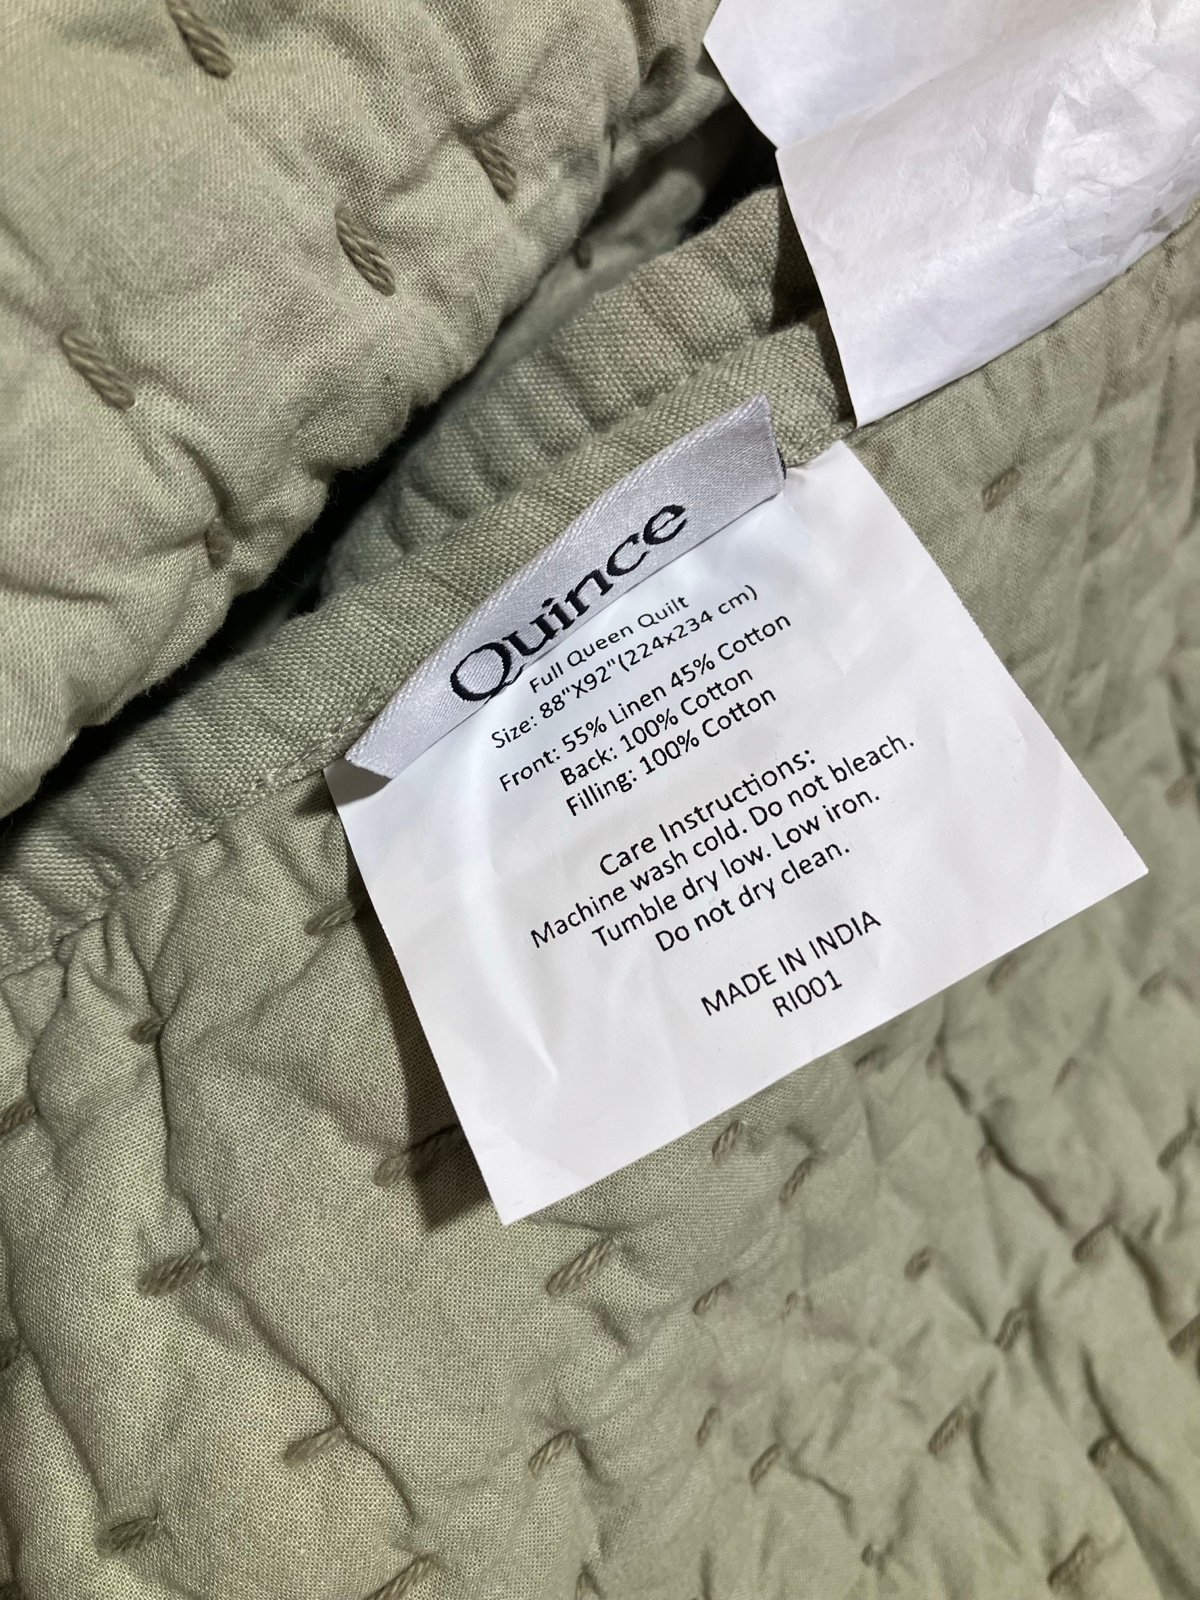 Quince
Full Queen Quilt
Size: 88"X92"(224x234 cm)
Front: 55% Linen 45% Cotton
Back: 100% Cotton
Filling: 100% Cotton
Care Instructions:
Machine wash cold. Do not bleach.
Tumble dry low. Low iron.
Do not dry clean.
MADE IN INDIA
RI001